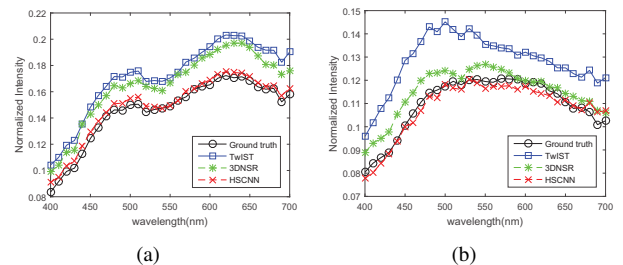 Normalized Intensity
0.22
0.2
0.18
0.16
0.14
0.12
0.1
0.08
400 450 500 550 600 650 700
wavelength(nm)
Ground truth
TwIST
3DNSR
HSCNN
(a)
Normalized Intensity
0.15
0.14
0.13
0.12
0.11
0.1
0.09
0.08
0.07
400 450 500 550 600 650 700
wavelength(nm)
Ground truth
TwIST
3DNSR
HSCNN
(b)